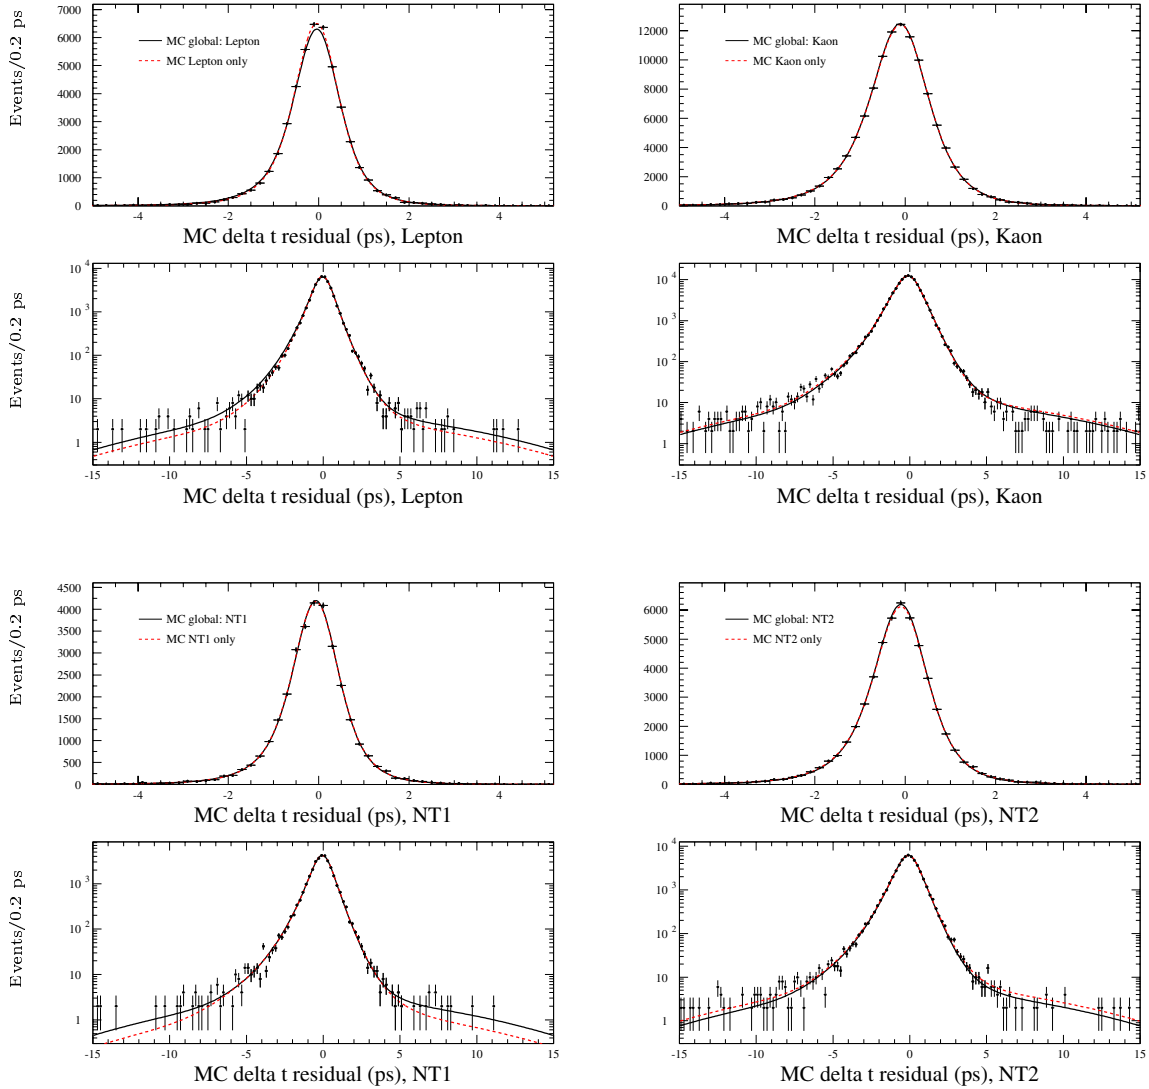 Events/0.2 ps
7000
6000
5000
4000
3000
2000
1000
0
MC global: Lepton
MC Lepton only
-4 -2 0 2 4
MC delta t residual (ps), Lepton
12000
10000
8000
6000
4000
2000
0
MC global: Kaon
MC Kaon only
-4 -2 0 2 4
MC delta t residual (ps), Kaon
Events/0.2 ps
10 4
10 3
10 2
10
1
-15 -10 -5 0 5 10 15
MC delta t residual (ps), Lepton
10 4
10 3
10 2
10
1
-15 -10 -5 0 5 10 15
MC delta t residual (ps), Kaon
Events/0.2 ps
4500
4000
3500
3000
2500
2000
1500
1000
500
0
MC global: NT1
MC NT1 only
-4 -2 0 2 4
MC delta t residual (ps), NT1
6000
5000
4000
3000
2000
1000
0
MC global: NT2
MC NT2 only
-4 -2 0 2 4
MC delta t residual (ps), NT2
Events/0.2 ps
10 3
10 2
10
1
-15 -10 -5 0 5 10 15
MC delta t residual (ps), NT1
10 4
10 3
10 2
10
1
-15 -10 -5 0 5 10 15
MC delta t residual (ps), NT2